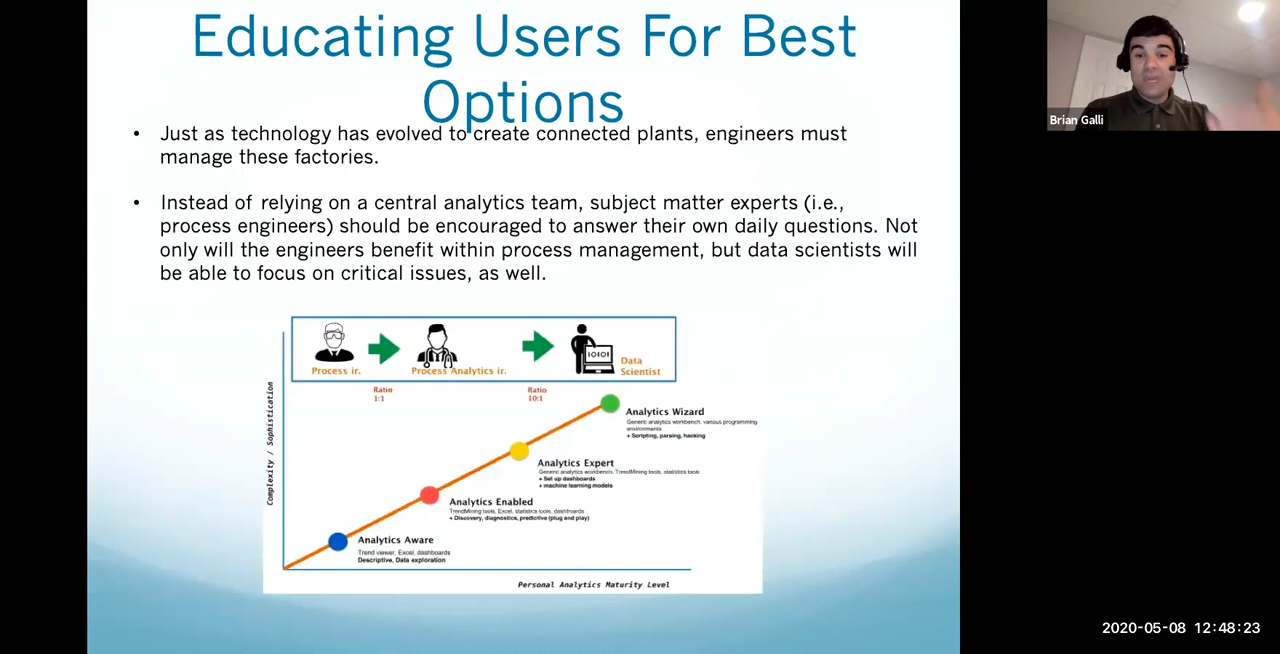 Educating Users For Best
Options
• Just as technology has evolved to create connected plants, engineers must
manage these factories.
• Instead of relying on a central analytics team, subject matter experts (i.e.,
process engineers) should be encouraged to answer their own daily questions. Not
only will the engineers benefit within process management, but data scientists will
be able to focus on critical issues, as well.
Process ir.
Process Analytics ir.
10101
Data
Scientist
Ratio
1:1
Ratio
10:1
Complexity / Sophistication
Analytics Wizard
Generic analytics workbench, various programming
environments
+ Scripting, parsing, hacking
Analytics Expert
Generic analytics workbench, TrendMining tools, statistics tools
+ Set up dashboards
+ machine learning models
Analytics Enabled
TrendMining tools, Excel, statistics tools, dashboards
+ Discovery, diagnostics, predictive (plug and play)
Analytics Aware
Trend viewer, Excel, dashboards
Descriptive, Data exploration
Personal Analytics Maturity Level
Brian Galli
2020-05-08 12:48:23